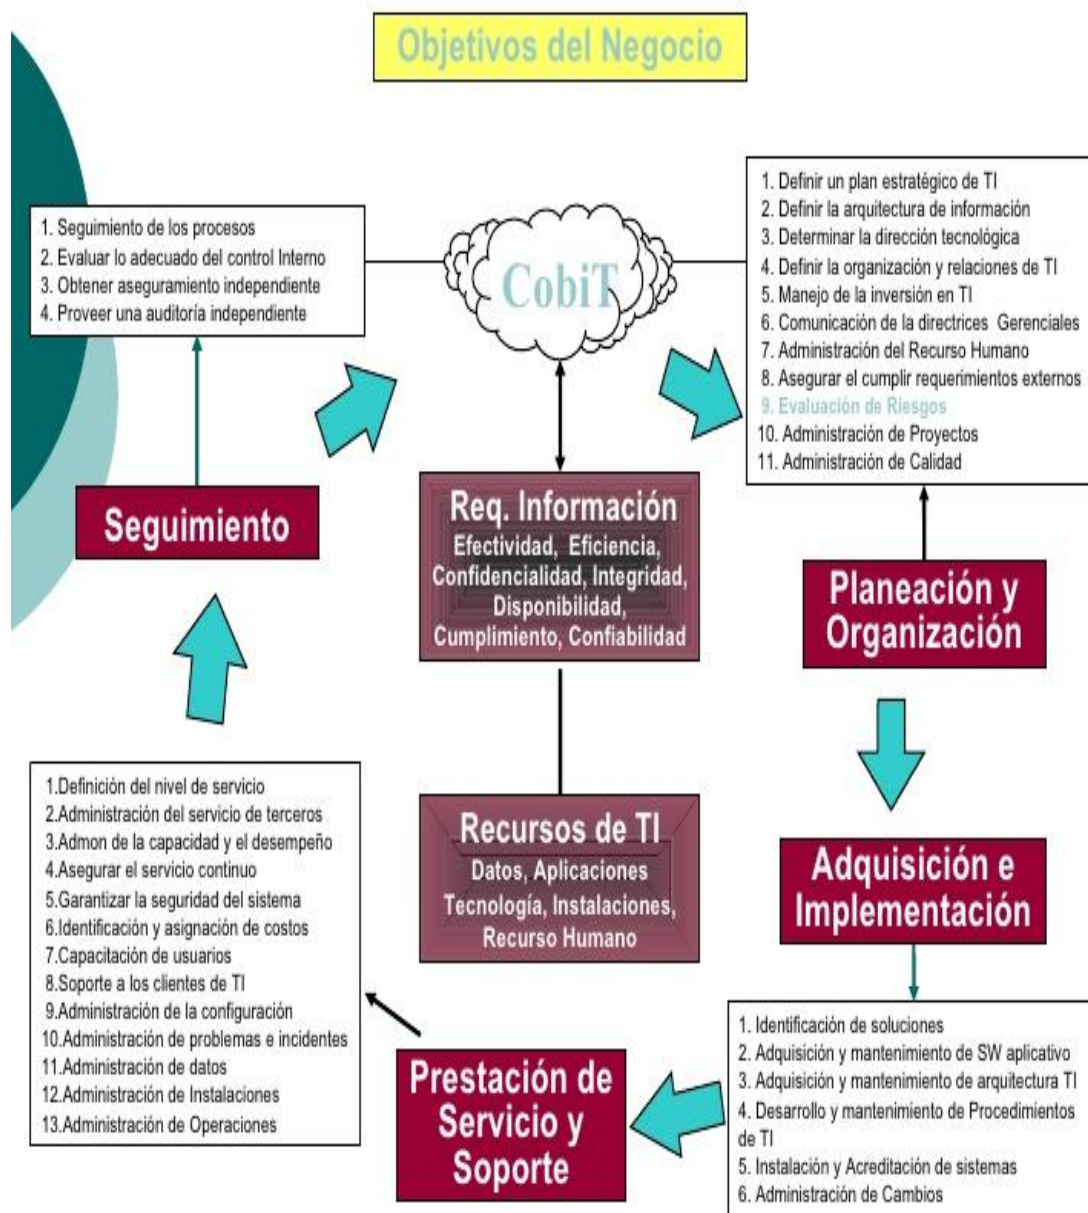 Objetivos del Negocio
1. Seguimiento de los procesos
2. Evaluar lo adecuado del control Interno
3. Obtener aseguramiento independiente
4. Proveer una auditoría independiente
CobiT
1. Definir un plan estratégico de TI
2. Definir la arquitectura de información
3. Determinar la dirección tecnológica
4. Definir la organización y relaciones de TI
5. Manejo de la inversión en TI
6. Comunicación de la directrices Gerenciales
7. Administración del Recurso Humano
8. Asegurar el cumplir requerimientos externos
9. Evaluación de Riesgos
10. Administración de Proyectos
11. Administración de Calidad
Seguimiento
Req. Información
Efectividad, Eficiencia,
Confidencialidad, Integridad,
Disponibilidad,
Cumplimiento, Confiabilidad
Planeación y
Organización
1.Definición del nivel de servicio
2.Administración del servicio de terceros
3.Admon de la capacidad y el desempeño
4.Asegurar el servicio continuo
5.Garantizar la seguridad del sistema
6.Identificación y asignación de costos
7.Capacitación de usuarios
8.Soporte a los clientes de TI
9.Administración de la configuración
10.Administración de problemas e incidentes
11.Administración de datos
12.Administración de Instalaciones
13.Administración de Operaciones
Recursos de TI
Datos, Aplicaciones
Tecnología, Instalaciones,
Recurso Humano
Adquisición e
Implementación
Prestación de
Servicio y
Soporte
1. Identificación de soluciones
2. Adquisición y mantenimiento de SW aplicativo
3. Adquisición y mantenimiento de arquitectura TI
4. Desarrollo y mantenimiento de Procedimientos
de TI
5. Instalación y Acreditación de sistemas
6. Administración de Cambios